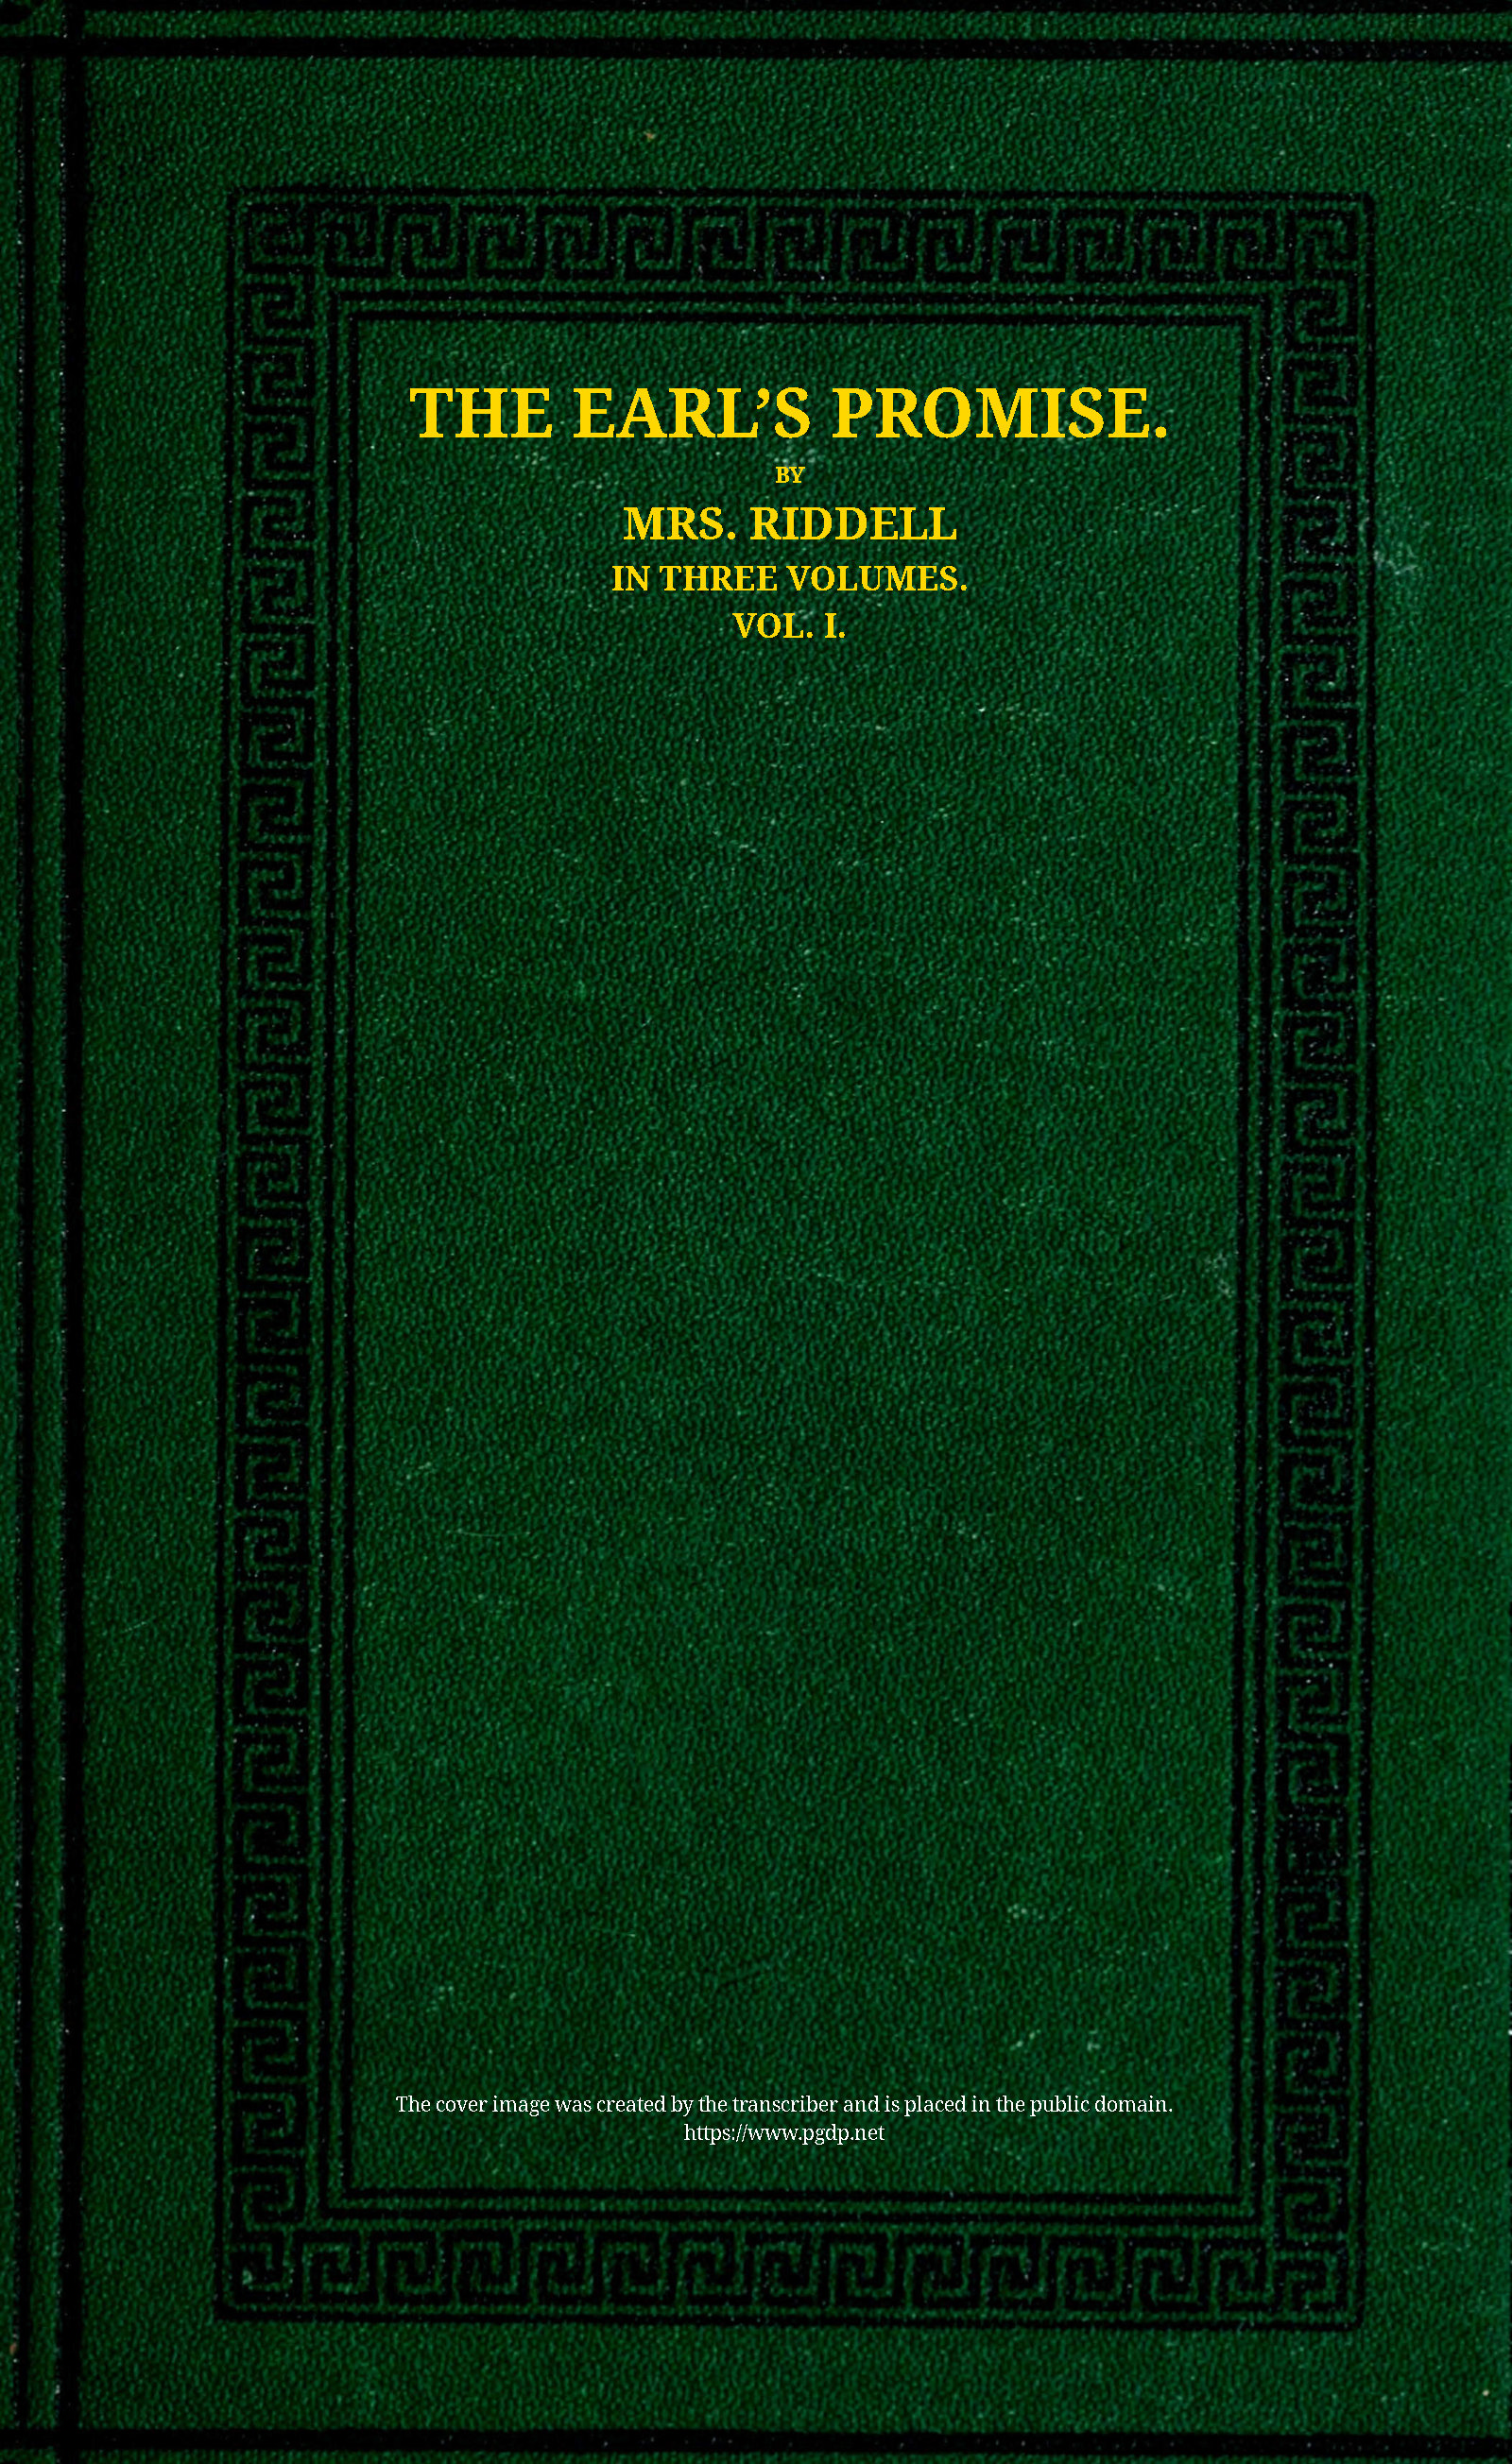 THE EARL’S PROMISE.
BY
MRS. RIDDELL
IN THREE VOLUMES.
VOL. I.
The cover image was created by the transcriber and is placed in the public domain.
https://www.pgdp.net